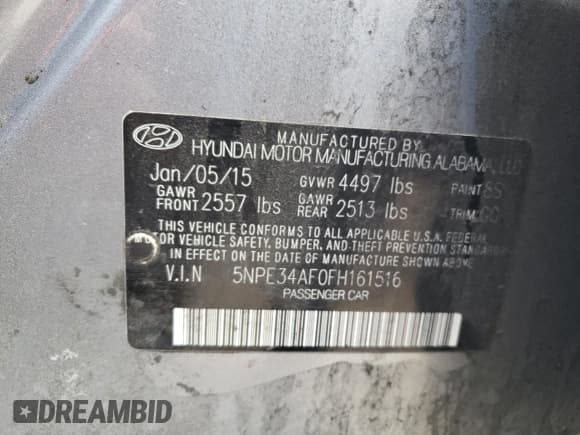 MANUFACTURED BY
HYUNDAI MOTOR MANUFACTURING ALABAMA, LLC
Jan/05/15 GVWR 4497 lbs PAINT
GAWR FRONT 2557 lbs GAWR REAR 2513 lbs TRIM
THIS VEHICLE CONFORMS TO ALL APPLICABLE U.S.A. FEDERAL
MOTOR VEHICLE SAFETY, BUMPER, AND THEFT PREVENTION STANDARDS
IN EFFECT ON THE DATE OF MANUFACTURE SHOWN ABOVE
V.I.N 5NPE34AF0FH161516
PASSENGER CAR
DREAMBID